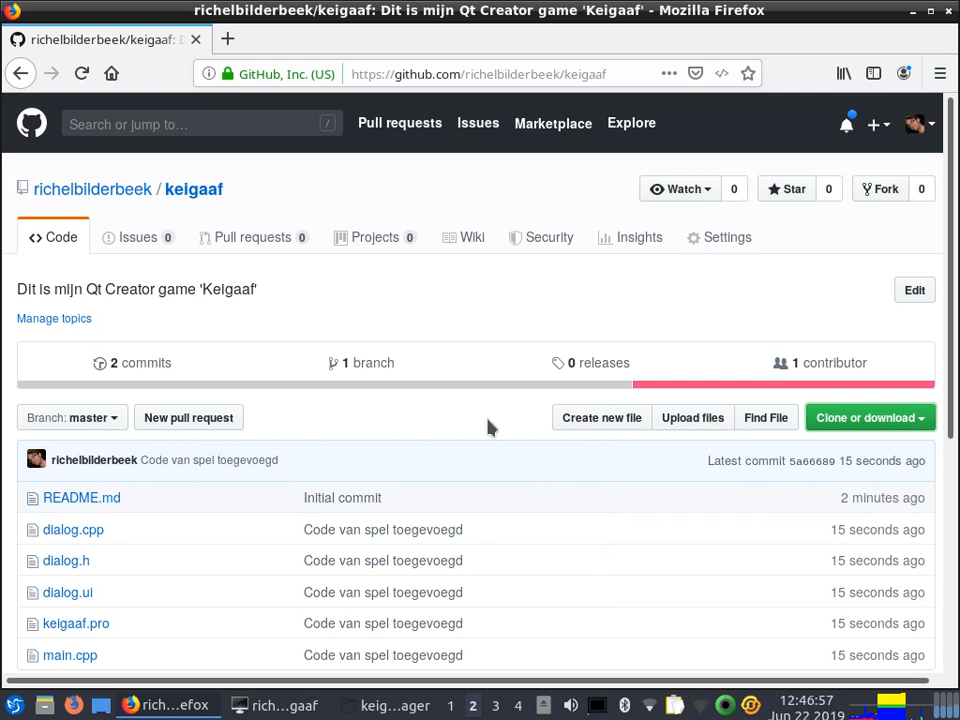 richelbilderbeek/keigaaf: Dit is mijn Qt Creator game 'Keigaaf' - Mozilla Firefox
richelbilderbeek/keigaaf: D
GitHub, Inc. (US) https://github.com/richelbilderbeek/keigaaf
Search or jump to… / Pull requests Issues Marketplace Explore
richelbilderbeek / keigaaf Watch 0 Star 0 Fork 0
Code Issues 0 Pull requests 0 Projects 0 Wiki Security Insights Settings
Dit is mijn Qt Creator game 'Keigaaf' Edit
Manage topics
2 commits 1 branch 0 releases 1 contributor
Branch: master New pull request Create new file Upload files Find File Clone or download
richelbilderbeek Code van spel toegevoegd Latest commit 5a66689 15 seconds ago
README.md Initial commit 2 minutes ago
dialog.cpp Code van spel toegevoegd 15 seconds ago
dialog.h Code van spel toegevoegd 15 seconds ago
dialog.ui Code van spel toegevoegd 15 seconds ago
keigaaf.pro Code van spel toegevoegd 15 seconds ago
main.cpp Code van spel toegevoegd 15 seconds ago
rich...efox rich...gaaf keig...ager 1 2 3 4 12:46:57
Jun 22 2019